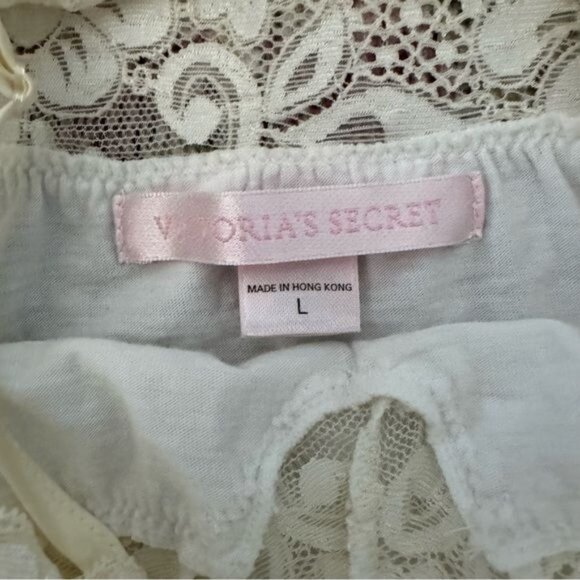 VICTORIA'S SECRET
MADE IN HONG KONG
L